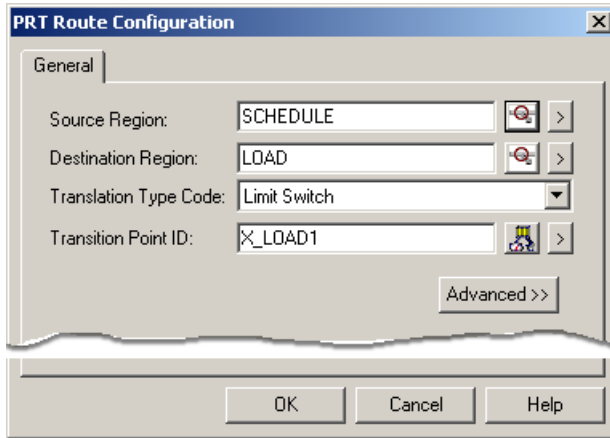 PRT Route Configuration
General
Source Region: SCHEDULE >
Destination Region: LOAD >
Translation Type Code: Limit Switch
Transition Point ID: X_LOAD1 >
Advanced >>
OK Cancel Help